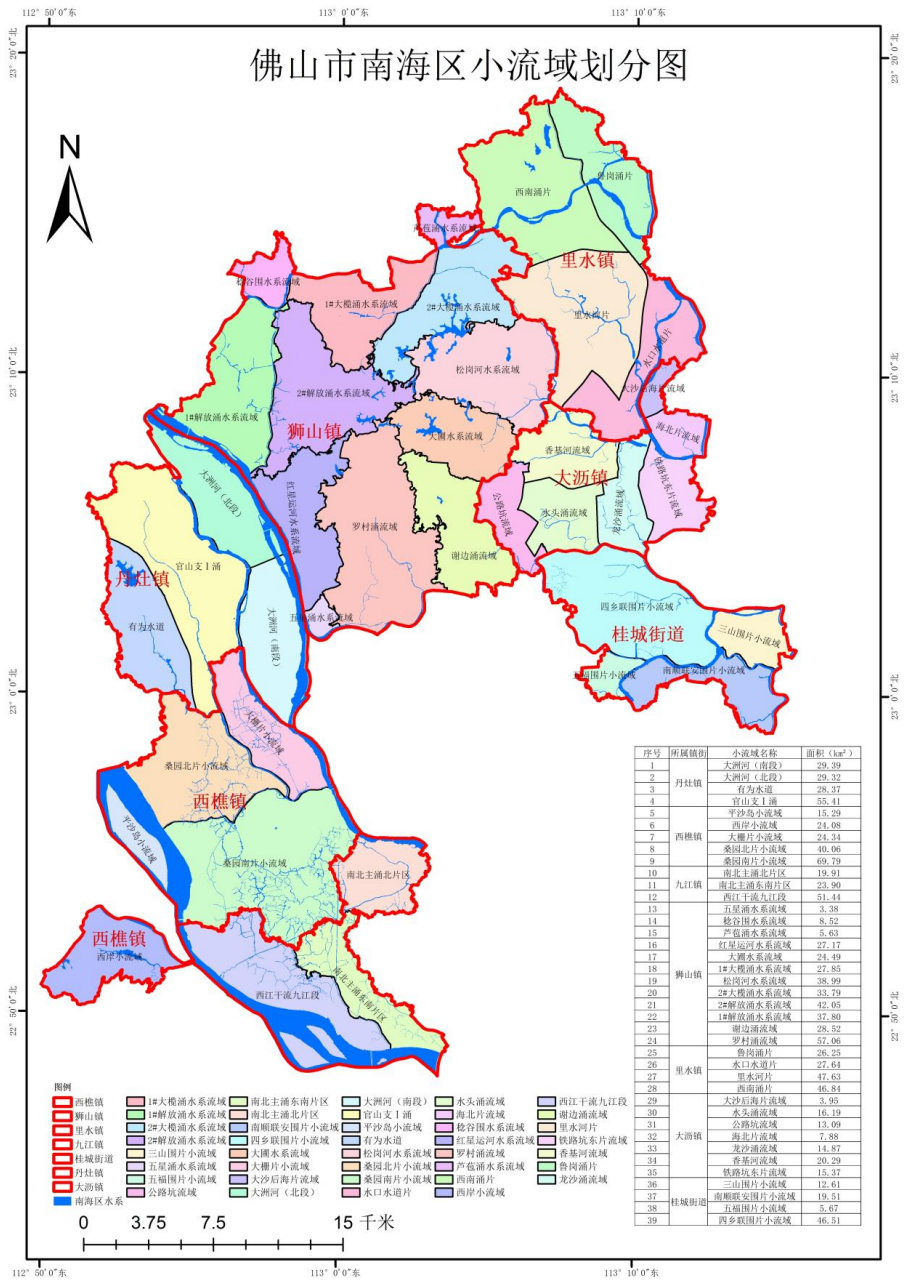 112° 50′ 0″东
113° 0′ 0″东
113° 10′ 0″东
23° 20′ 0″北
23° 20′ 0″北
佛山市南海区小流域划分图
N
鲁岗涌片
西南涌片
芦苞涌水系流域
里水镇
稔谷围水系流域
1#大榄涌水系流域
2#大榄涌水系流域
里水河片
水口水道片
松岗河水系流域
23° 10′ 0″北
23° 10′ 0″北
大沙后海片流域
2#解放涌水系流域
1#解放涌水系流域
狮山镇
大圃水系流域
海北片流域
香基河流域
大沥镇
铁路坑东片流域
大洲河（北段）
红星运河水系流域
公路坑流域
龙沙涌流域
水头涌流域
罗村涌流域
谢边涌流域
官山支Ⅰ涌
丹灶镇
四乡联围片小流域
五星涌水系流域
有为水道
大洲河（南段）
桂城街道
三山围片小流域
五福围片小流域
南顺联安围片小流域
23° 0′ 0″北
23° 0′ 0″北
大栅片小流域
桑园北片小流域
西樵镇
平沙岛小流域
桑园南片小流域
南北主涌北片区
西樵镇
西岸小流域
南北主涌东南片区
西江干流九江段
22° 50′ 0″北
22° 50′ 0″北
序号 所属镇街 小流域名称 面积（km²）
1 大洲河（南段） 29.39
2 大洲河（北段） 29.32
丹灶镇
3 有为水道 28.37
4 官山支Ⅰ涌 55.41
5 平沙岛小流域 15.29
6 西岸小流域 24.08
7 西樵镇 大栅片小流域 24.34
8 桑园北片小流域 40.06
9 桑园南片小流域 69.79
10 南北主涌北片区 19.91
11 九江镇 南北主涌东南片区 23.90
12 西江干流九江段 51.44
13 五星涌水系流域 3.38
14 稔谷围水系流域 8.52
15 芦苞涌水系流域 5.63
16 红星运河水系流域 27.17
17 大圃水系流域 24.49
18 1#大榄涌水系流域 27.85
狮山镇
19 松岗河水系流域 38.99
20 2#大榄涌水系流域 33.79
21 2#解放涌水系流域 42.05
22 1#解放涌水系流域 37.80
23 谢边涌流域 28.52
24 罗村涌流域 57.06
25 鲁岗涌片 26.25
26 水口水道片 27.64
里水镇
27 里水河片 47.63
28 西南涌片 46.84
29 大沙后海片流域 3.95
30 水头涌流域 16.19
31 公路坑流域 13.09
32 大沥镇 海北片流域 7.88
33 龙沙涌流域 14.87
34 香基河流域 20.29
35 铁路坑东片流域 15.37
36 三山围片小流域 12.61
37 南顺联安围片小流域 19.51
桂城街道
38 五福围片小流域 5.67
39 四乡联围片小流域 46.51
图例
西樵镇
狮山镇
里水镇
九江镇
桂城街道
丹灶镇
大沥镇
南海区水系
1#大榄涌水系流域
1#解放涌水系流域
2#大榄涌水系流域
2#解放涌水系流域
三山围片小流域
五星涌水系流域
五福围片小流域
公路坑流域
南北主涌东南片区
南北主涌北片区
南顺联安围片小流域
四乡联围片小流域
大圃水系流域
大栅片小流域
大沙后海片流域
大洲河（北段）
大洲河（南段）
官山支Ⅰ涌
平沙岛小流域
有为水道
松岗河水系流域
桑园北片小流域
桑园南片小流域
水口水道片
水头涌流域
海北片流域
稔谷围水系流域
红星运河水系流域
罗村涌流域
芦苞涌水系流域
西南涌片
西岸小流域
西江干流九江段
谢边涌流域
里水河片
铁路坑东片流域
香基河流域
鲁岗涌片
龙沙涌流域
0 3.75 7.5 15 千米
112° 50′ 0″东
113° 0′ 0″东
113° 10′ 0″东